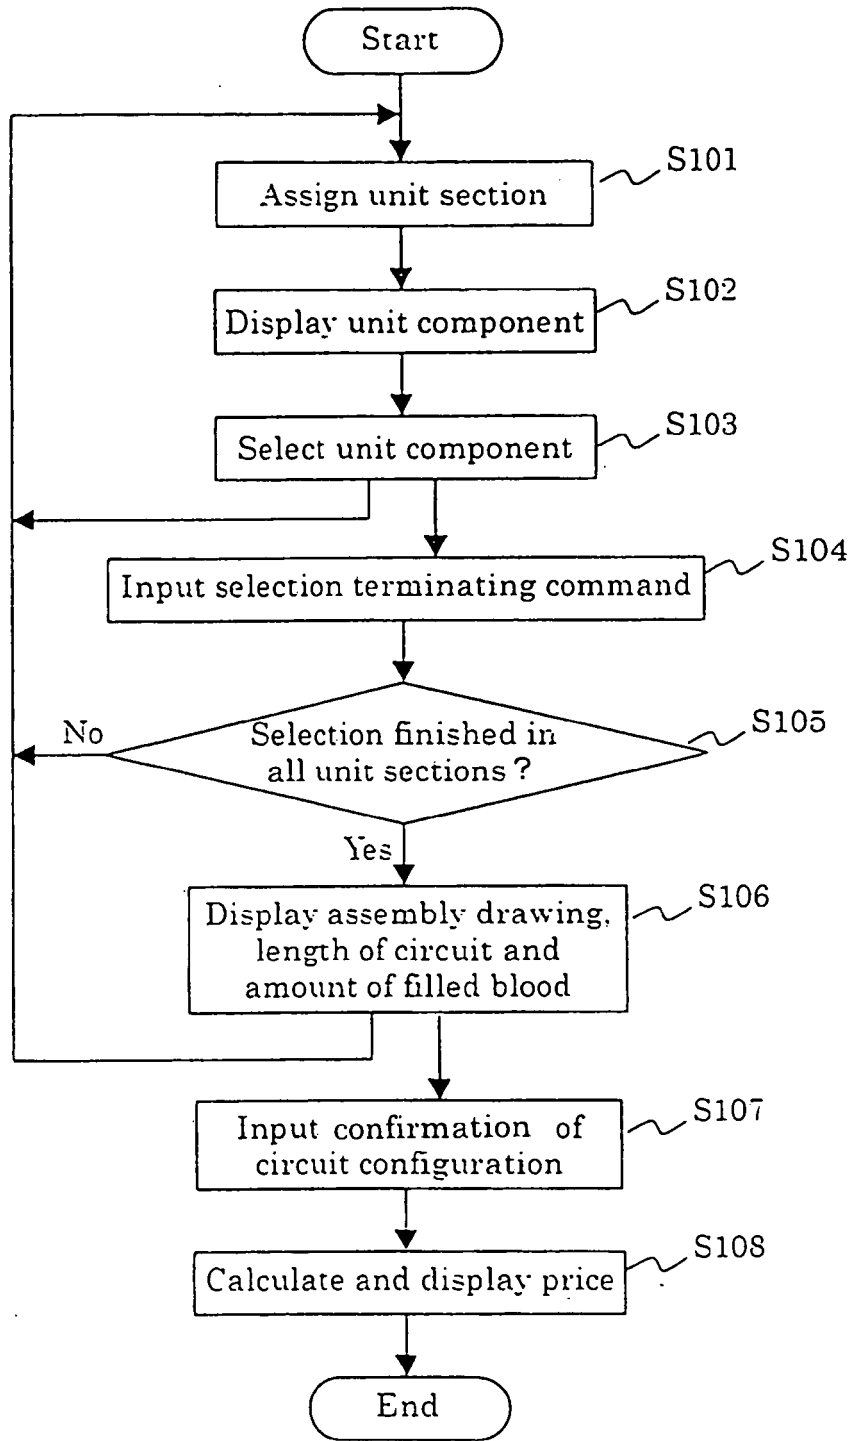 Start
S101
Assign unit section
S102
Display unit component
S103
Select unit component
S104
Input selection terminating command
S105
No
Selection finished in
all unit sections?
Yes
S106
Display assembly drawing,
length of circuit and
amount of filled blood
S107
Input confirmation of
circuit configuration
S108
Calculate and display price
End